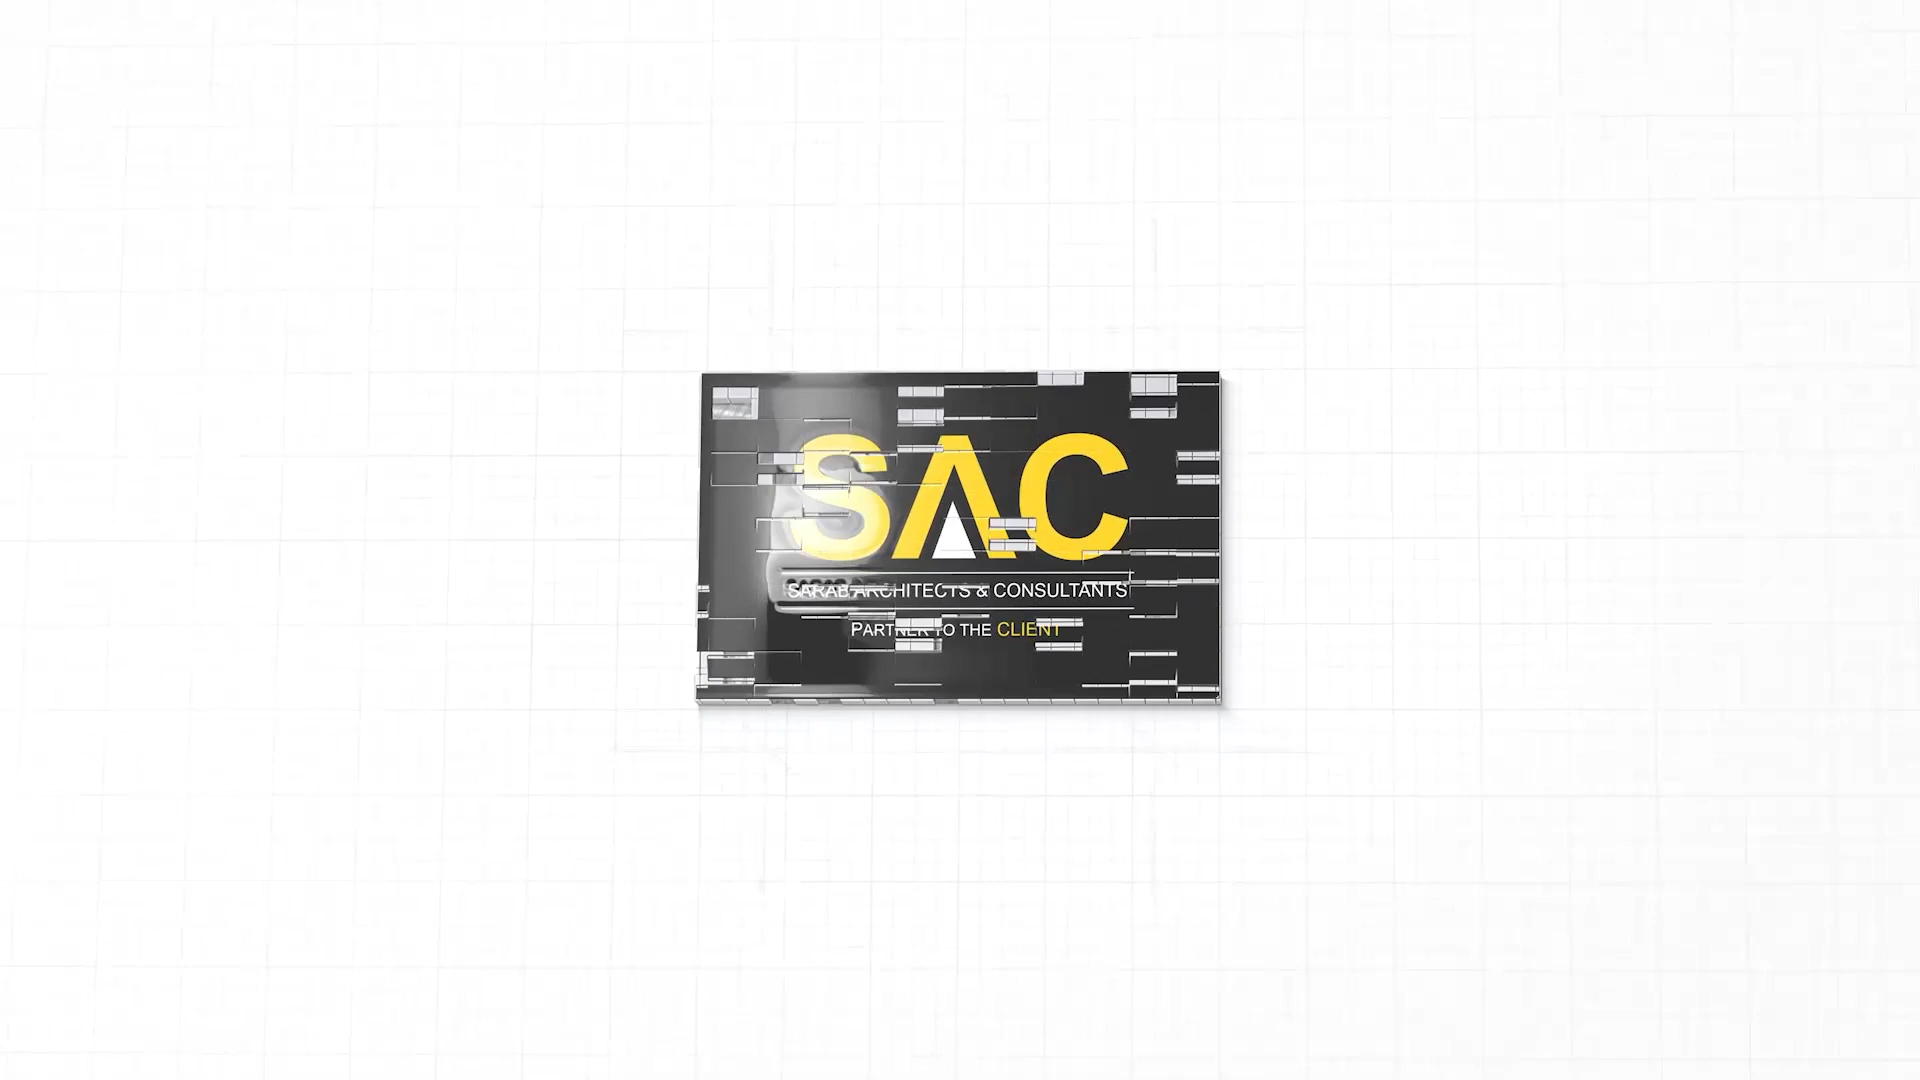 SAC
SARAB ARCHITECTS & CONSULTANTS
PARTNER TO THE CLIENT